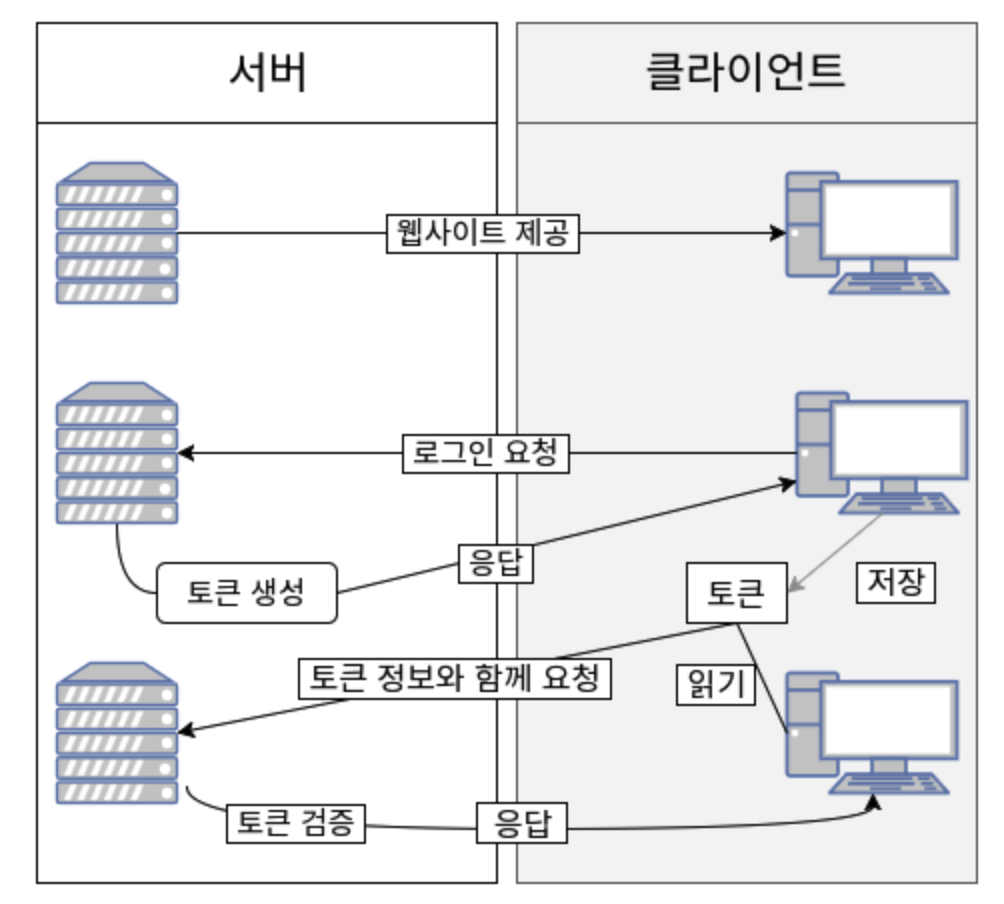 서버
클라이언트
웹사이트 제공
로그인 요청
응답
토큰 생성
토큰
저장
토큰 정보와 함께 요청
읽기
토큰 검증
응답